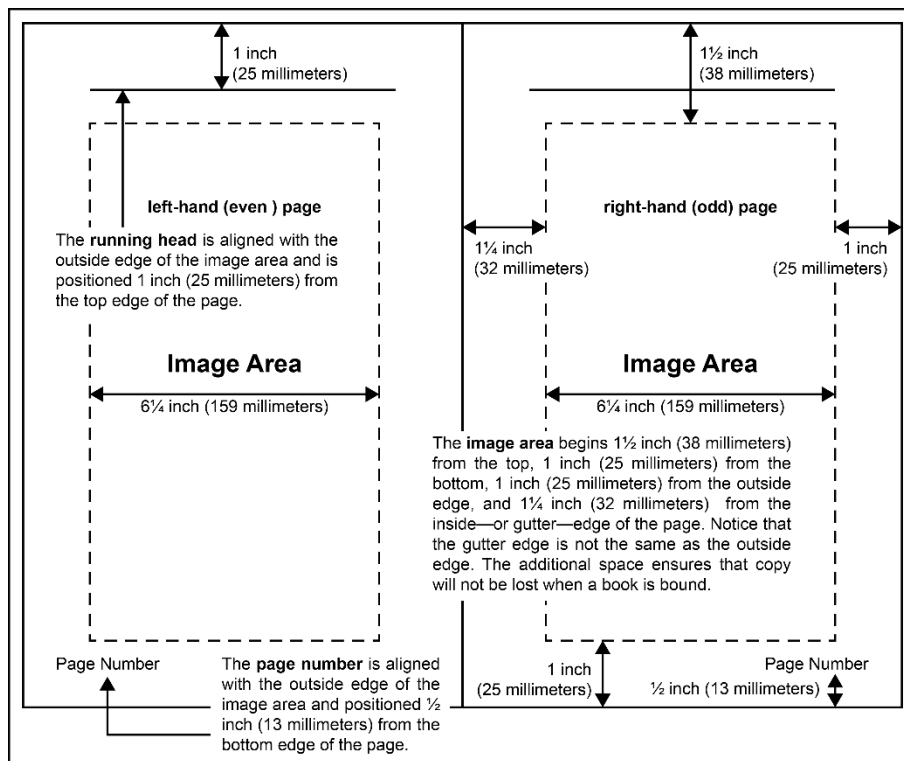 1 inch
(25 millimeters)
1½ inch
(38 millimeters)
left-hand (even ) page
The running head is aligned with the
outside edge of the image area and is
positioned 1 inch (25 millimeters) from
the top edge of the page.
right-hand (odd) page
1¼ inch
(32 millimeters)
1 inch
(25 millimeters)
Image Area
6¼ inch (159 millimeters)
Image Area
6¼ inch (159 millimeters)
The image area begins 1½ inch (38 millimeters)
from the top, 1 inch (25 millimeters) from the
bottom, 1 inch (25 millimeters) from the outside
edge, and 1¼ inch (32 millimeters) from the
inside—or gutter—edge of the page. Notice that
the gutter edge is not the same as the outside
edge. The additional space ensures that copy
will not be lost when a book is bound.
Page Number
The page number is aligned
with the outside edge of the
image area and positioned ½
inch (13 millimeters) from the
bottom edge of the page.
1 inch
(25 millimeters)
Page Number
½ inch (13 millimeters)